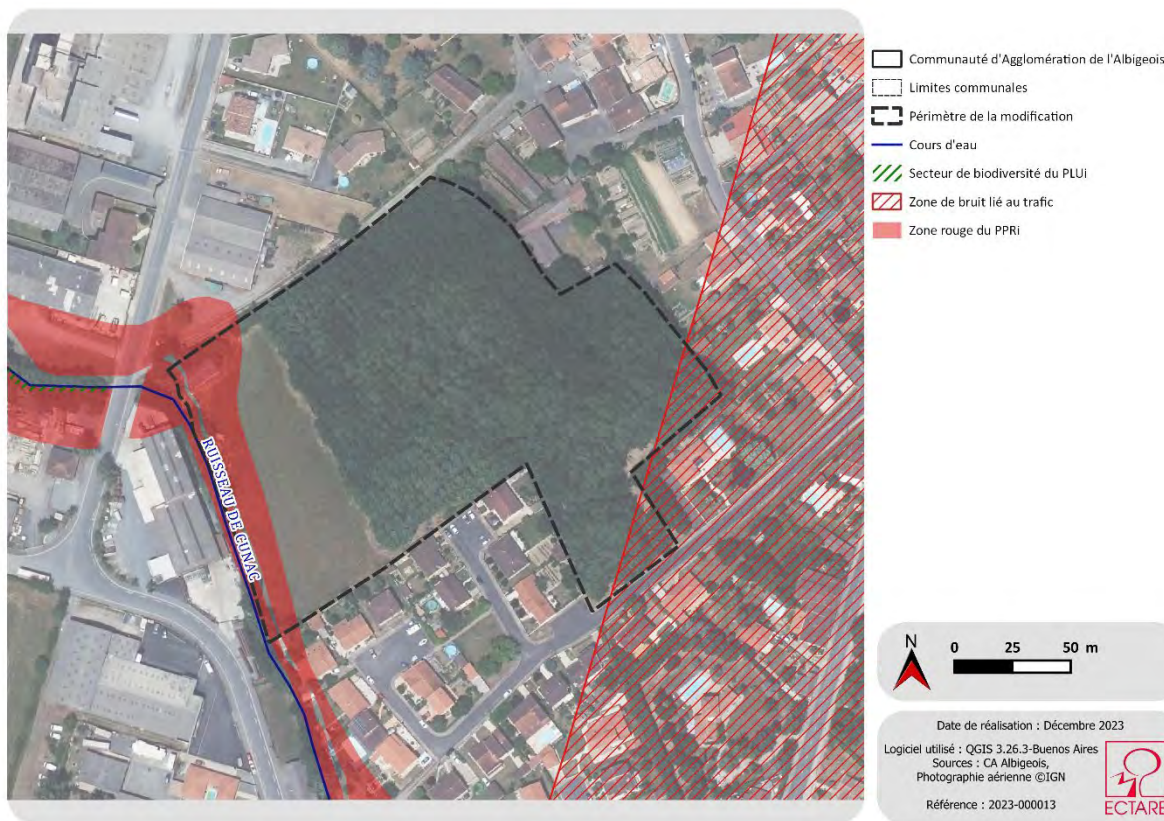 Communauté d'Agglomération de l'Albigeois
Limites communales
Périmètre de la modification
Cours d'eau
Secteur de biodiversité du PLUi
Zone de bruit lié au trafic
Zone rouge du PPRi
RUISSEAU DE CUNAC
N
0 25 50 m
Date de réalisation : Décembre 2023
Logiciel utilisé : QGIS 3.26.3-Buenos Aires
Sources : CA Albigeois,
Photographie aérienne ©IGN
Référence : 2023-000013
ECTARE